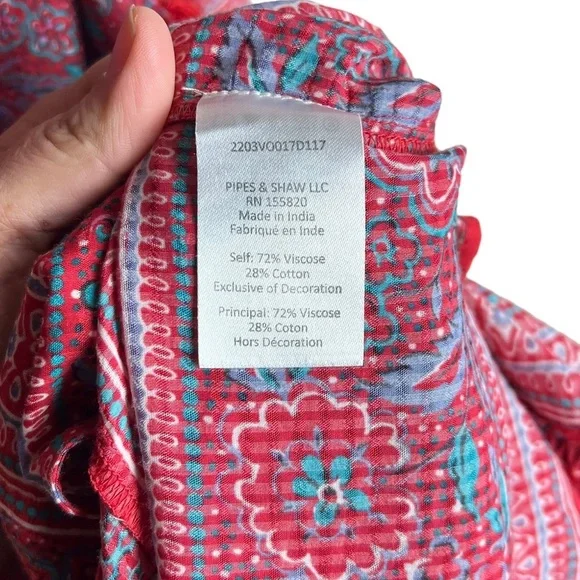 2203VO017D117
PIPES & SHAW LLC
RN 155820
Made in India
Fabriqué en Inde
Self: 72% Viscose
28% Cotton
Exclusive of Decoration
Principal: 72% Viscose
28% Coton
Hors Décoration